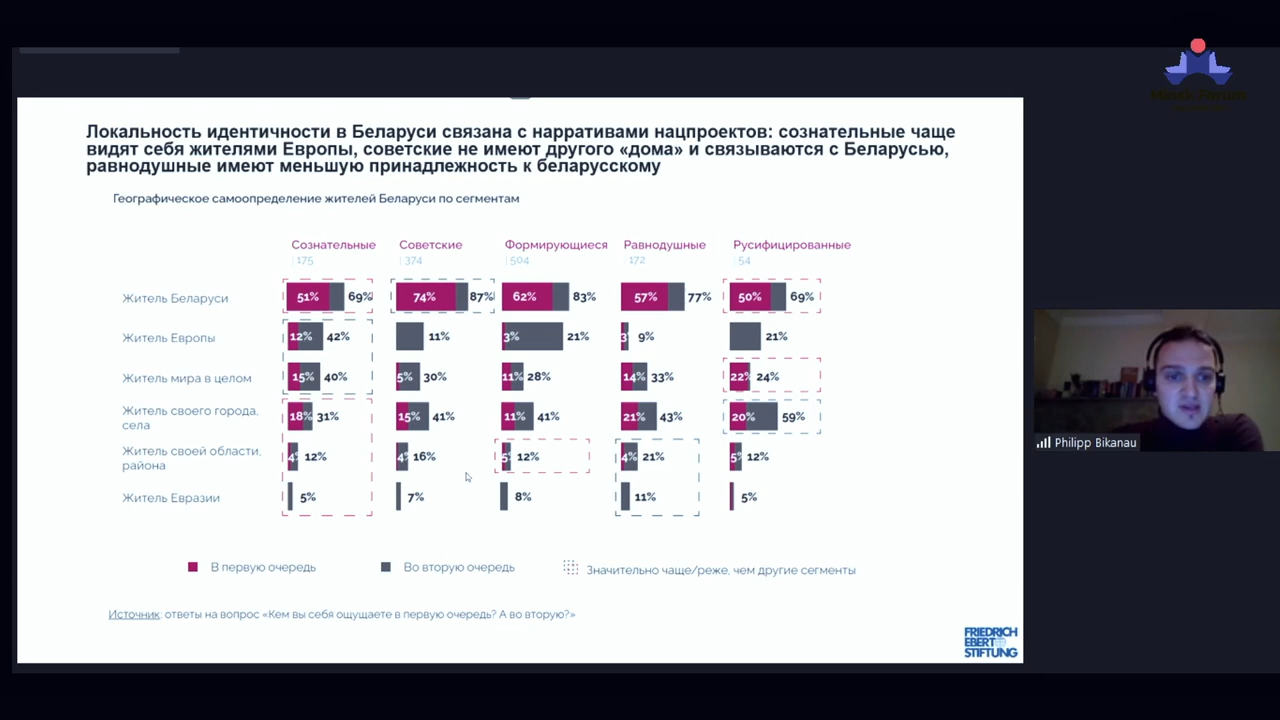 Локальность идентичности в Беларуси связана с нарративами нацпроектов: сознательные чаще
видят себя жителями Европы, советские не имеют другого «дома» и связываются с Беларусью,
равнодушные имеют меньшую принадлежность к беларусскому
Географическое самоопределение жителей Беларуси по сегментам
Сознательные Советские Формирующиеся Равнодушные Русифицированные
| 175 | 374 | 504 | 172 | 54
Житель Беларуси 51% 69% 74% 87% 62% 83% 57% 77% 50% 69%
Житель Европы 12% 42% 11% 3% 21% 3 9% 21%
Житель мира в целом 15% 40% 5% 30% 11% 28% 14% 33% 22% 24%
Житель своего города,
села 18% 31% 15% 41% 11% 41% 21% 43% 20% 59%
Житель своей области,
района 4% 12% 4% 16% 5% 12% 4% 21% 5% 12%
Житель Евразии 5% 7% 8% 11% 5%
В первую очередь Во вторую очередь Значительно чаще/реже, чем другие сегменты
Источник: ответы на вопрос «Кем вы себя ощущаете в первую очередь? А во вторую?»
FRIEDRICH
EBERT
STIFTUNG
Philipp Bikanau